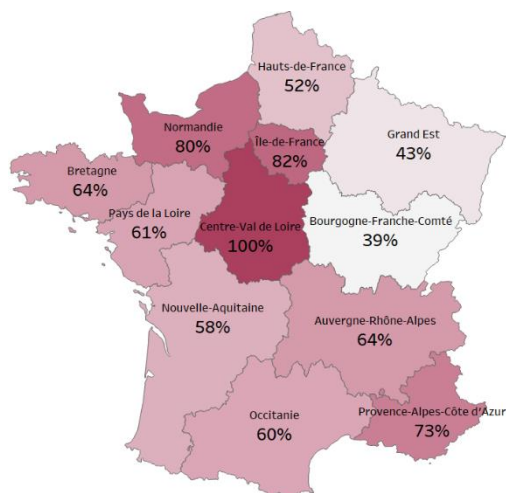 Hauts-de-France
52%
Normandie
80%
Île-de-France
82%
Grand Est
43%
Bretagne
64%
Pays de la Loire
61%
Centre-Val de Loire
100%
Bourgogne-Franche-Comté
39%
Nouvelle-Aquitaine
58%
Auvergne-Rhône-Alpes
64%
Occitanie
60%
Provence-Alpes-Côte d'Azur
73%